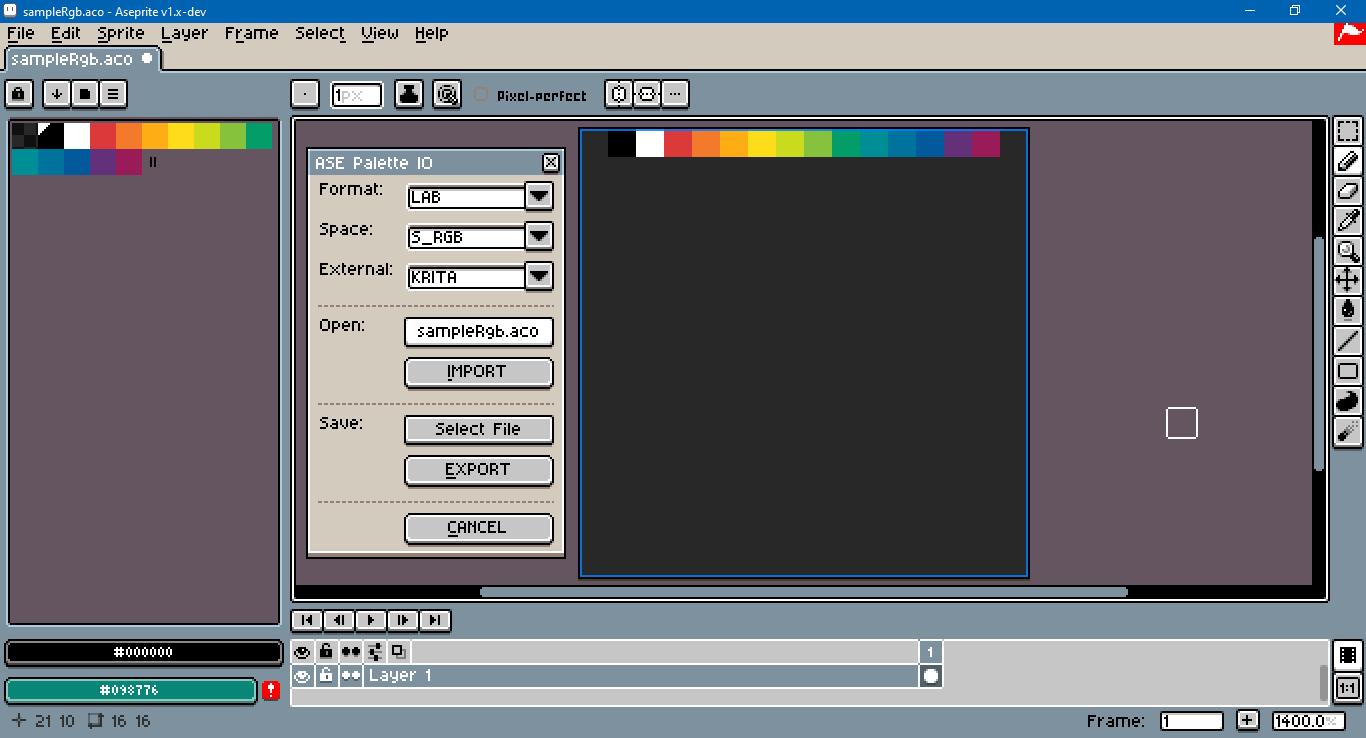 sampleRgb.aco - Aseprite v1.x-dev
File Edit Sprite Layer Frame Select View Help
sampleRgb.aco
1px
Pixel-perfect
ASE Palette IO
Format: LAB
Space: S_RGB
External: KRITA
Open: sampleRgb.aco
IMPORT
Save: Select File
EXPORT
CANCEL
#000000
1
#098776
Layer 1
1:1
21 10 16 16
Frame: 1
1400.0%